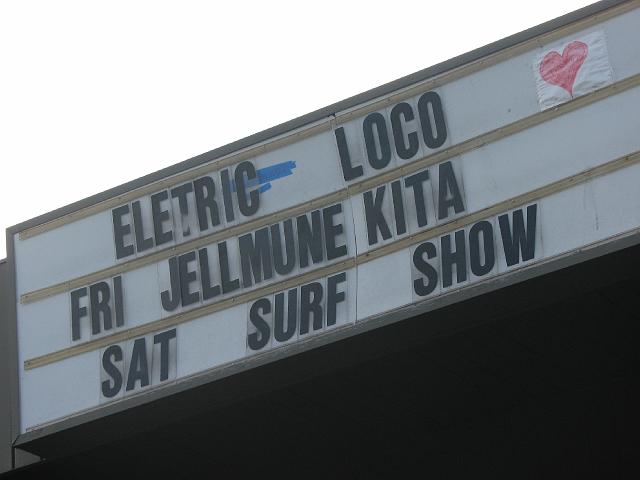 ELETRIC LOCO
FRI JELLMUNE KITA
SAT SURF SHOW